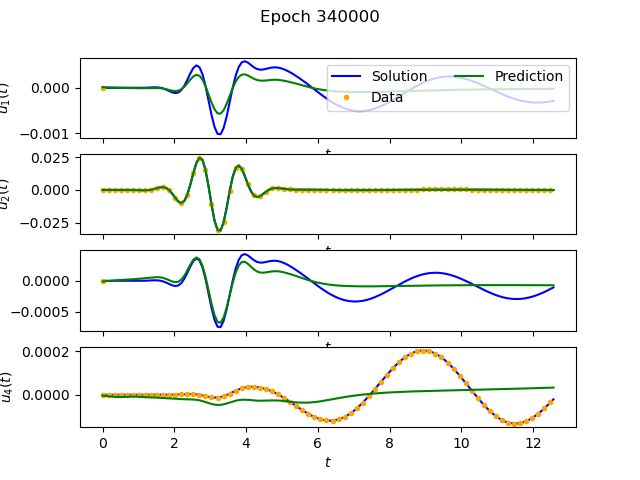 Epoch 340000
u1(t)
0.000
−0.001
Solution
Data
Prediction
t
u2(t)
0.025
0.000
−0.025
t
0.0000
−0.0005
t
u4(t)
0.0002
0.0000
0 2 4 6 8 10 12
t